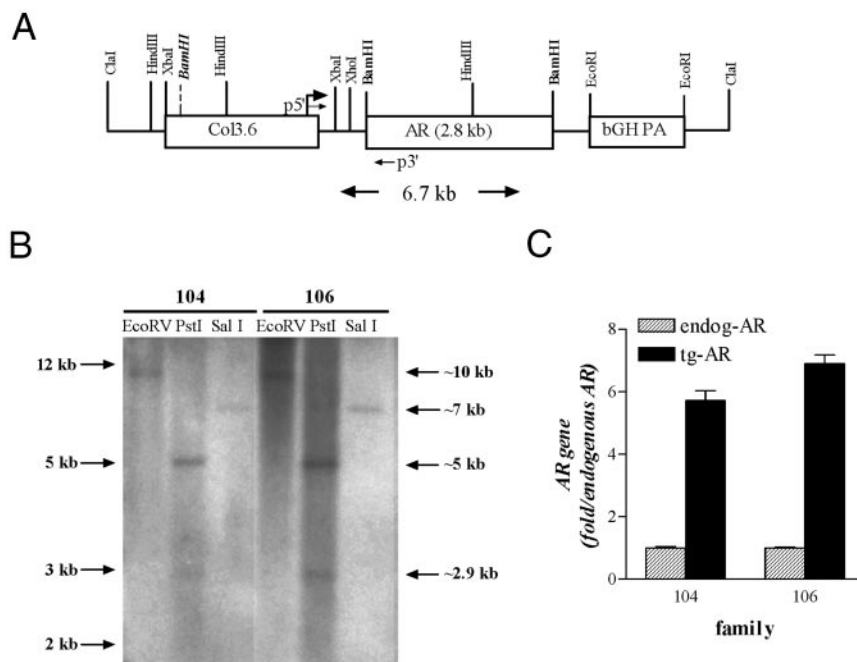 A
ClaI
HindIII
XbaI
BamHI
HindIII
XbaI
XhoI
BamHI
HindIII
BamHI
EcoRI
EcoRI
ClaI
p5'
Col3.6
AR (2.8 kb)
bGH PA
p3'
6.7 kb
B
104 106
EcoRV PstI Sal I EcoRV PstI Sal I
12 kb
5 kb
3 kb
2 kb
~10 kb
~7 kb
~5 kb
~2.9 kb
C
endog-AR
tg-AR
AR gene
(fold/endogenous AR)
8
6
4
2
0
104 106
family